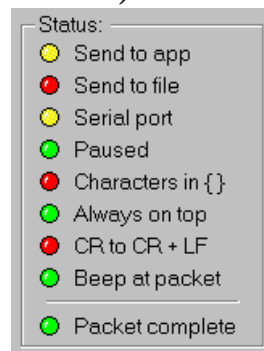 Status:
Send to app
Send to file
Serial port
Paused
Characters in { }
Always on top
CR to CR + LF
Beep at packet
Packet complete